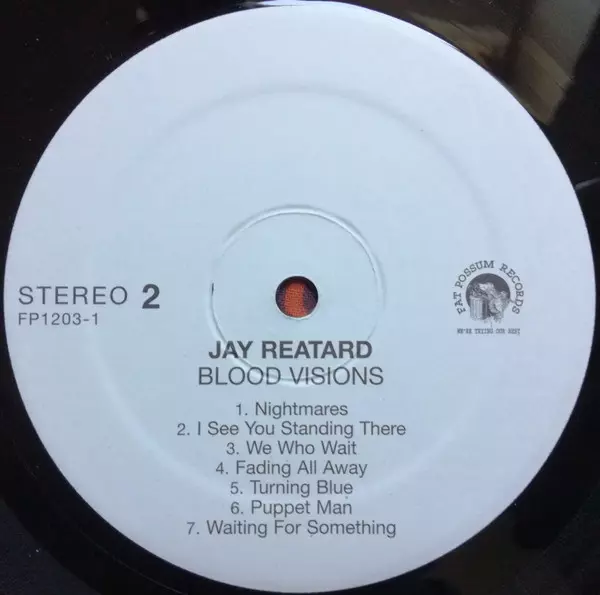 STEREO 2
FP1203-1
FAT POSSUM RECORDS
WE'RE TRYING OUR BEST
JAY REATARD
BLOOD VISIONS
1. Nightmares
2. I See You Standing There
3. We Who Wait
4. Fading All Away
5. Turning Blue
6. Puppet Man
7. Waiting For Something